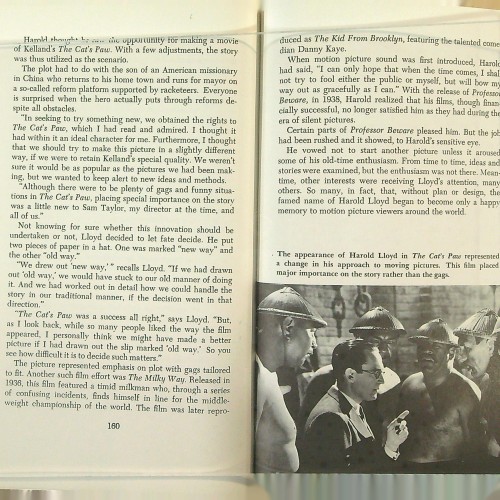 Harold thought he saw the opportunity for making a movie
of Kelland's The Cat's Paw. With a few adjustments, the story
was thus utilized as the scenario.
The plot had to do with the son of an American missionary
in China who returns to his home town and runs for mayor on
a so-called reform platform supported by racketeers. Everyone
is surprised when the hero actually puts through reforms de-
spite all obstacles.
"In seeking to try something new, we obtained the rights to
The Cat's Paw, which I had read and admired. I thought it
had within it an ideal character for me. Furthermore, I thought
that we should try to make this picture in a slightly different
way, if we were to retain Kelland's special quality. We weren't
sure it would be as popular as the pictures we had been mak-
ing, but we wanted to keep alert to new ideas and methods.
"Although there were to be plenty of gags and funny situa-
tions in The Cat's Paw, placing special importance on the story
was a little new to Sam Taylor, my director at the time, and
all of us."
Not knowing for sure whether this innovation should be
undertaken or not, Lloyd decided to let fate decide. He put
two pieces of paper in a hat. One was marked "new way" and
the other "old way."
"We drew out 'new way,' " recalls Lloyd. "If we had drawn
out 'old way,' we would have stuck to our old manner of doing
it. And we had worked out in detail how we could handle the
story in our traditional manner, if the decision went in that
direction."
"The Cat's Paw was a success all right," says Lloyd. "But,
as I look back, while so many people liked the way the film
appeared, I personally think we might have made a better
picture if I had drawn out the slip marked 'old way.' So you
see how difficult it is to decide such matters."
The picture represented emphasis on plot with gags tailored
to fit. Another such film effort was The Milky Way. Released in
1936, this film featured a timid milkman who, through a series
of confusing incidents, finds himself in line for the middle-
weight championship of the world. The film was later repro-
160
duced as The Kid From Brooklyn, featuring the talented come-
dian Danny Kaye.
When motion picture sound was first introduced, Harold
had said, "I can only hope that when the time comes, I shall
not try to fool either the public or myself, but will bow my
way out as gracefully as I can." With the release of Professor
Beware, in 1938, Harold realized that his films, though finan-
cially successful, no longer satisfied him as they had during the
era of silent pictures.
Certain parts of Professor Beware pleased him. But the job
had been rushed and it showed, to Harold's sensitive eye.
He vowed not to start another picture unless it aroused
some of his old-time enthusiasm. From time to time, ideas and
stories were examined, but the enthusiasm was not there. Mean-
time, other interests were receiving Lloyd's attention, many
others. So many, in fact, that, without plan or design, the
famed name of Harold Lloyd began to become only a happy
memory to motion picture viewers around the world.
The appearance of Harold Lloyd in The Cat's Paw represented
a change in his approach to moving pictures. This film placed
major importance on the story rather than the gags.